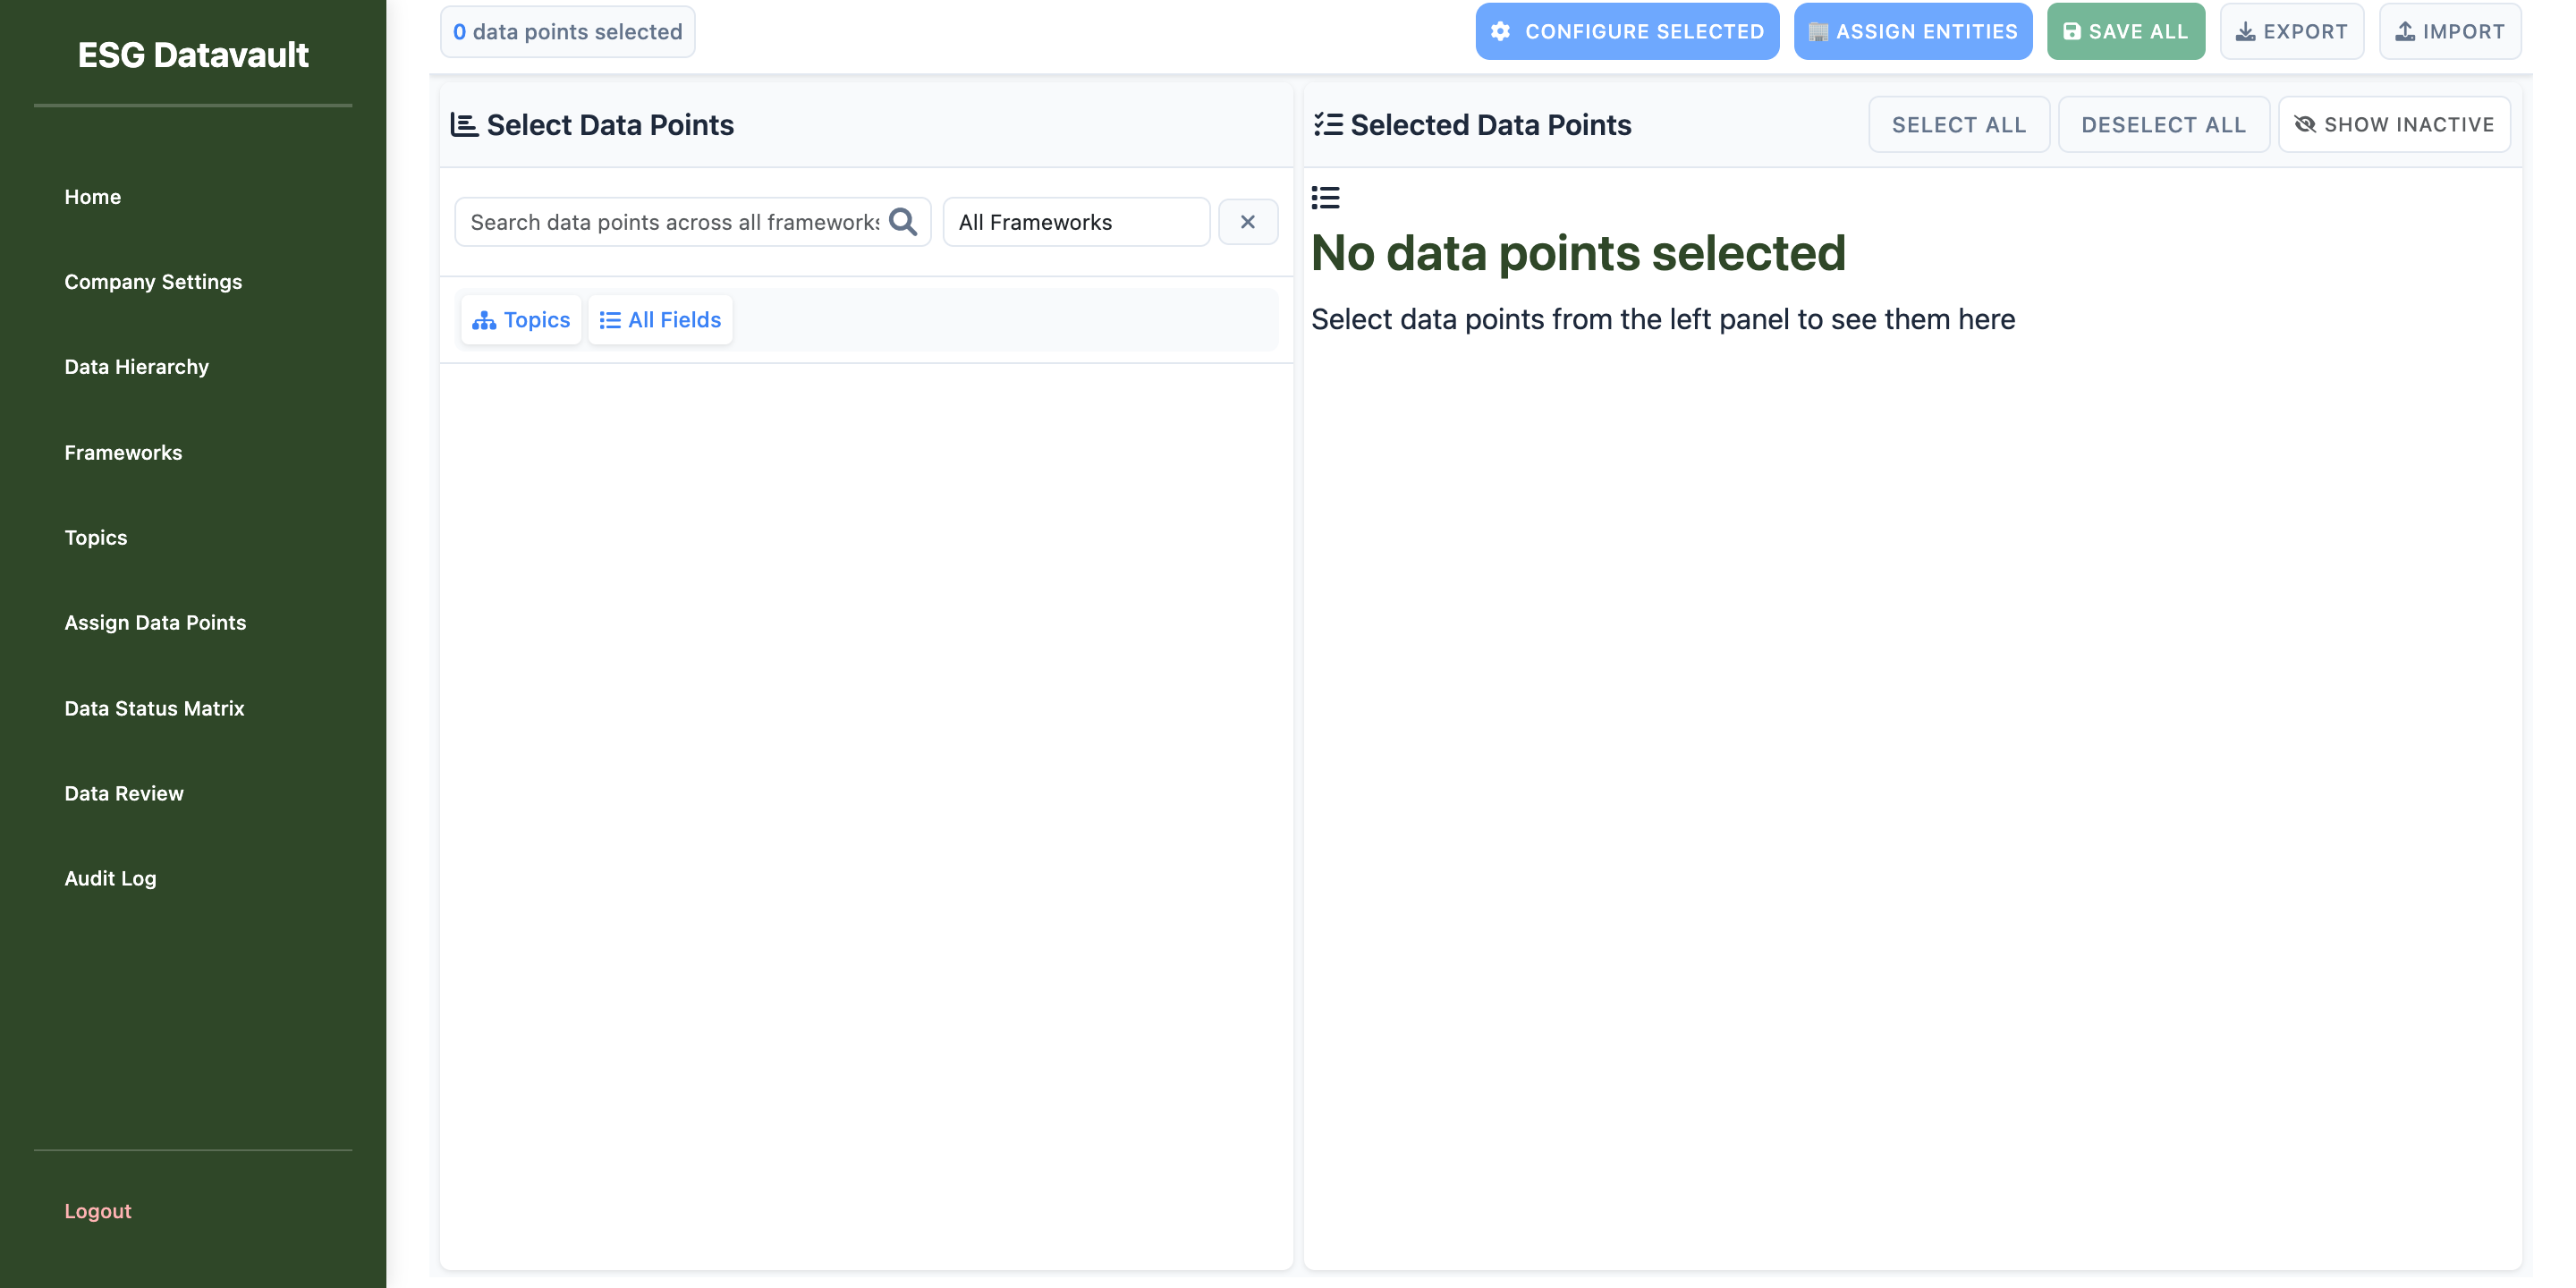 ESG Datavault
Home
Company Settings
Data Hierarchy
Frameworks
Topics
Assign Data Points
Data Status Matrix
Data Review
Audit Log
Logout
0 data points selected
CONFIGURE SELECTED
ASSIGN ENTITIES
SAVE ALL
EXPORT
IMPORT
Select Data Points
Search data points across all frameworks
All Frameworks
Topics
All Fields
Selected Data Points
SELECT ALL
DESELECT ALL
SHOW INACTIVE
No data points selected
Select data points from the left panel to see them here